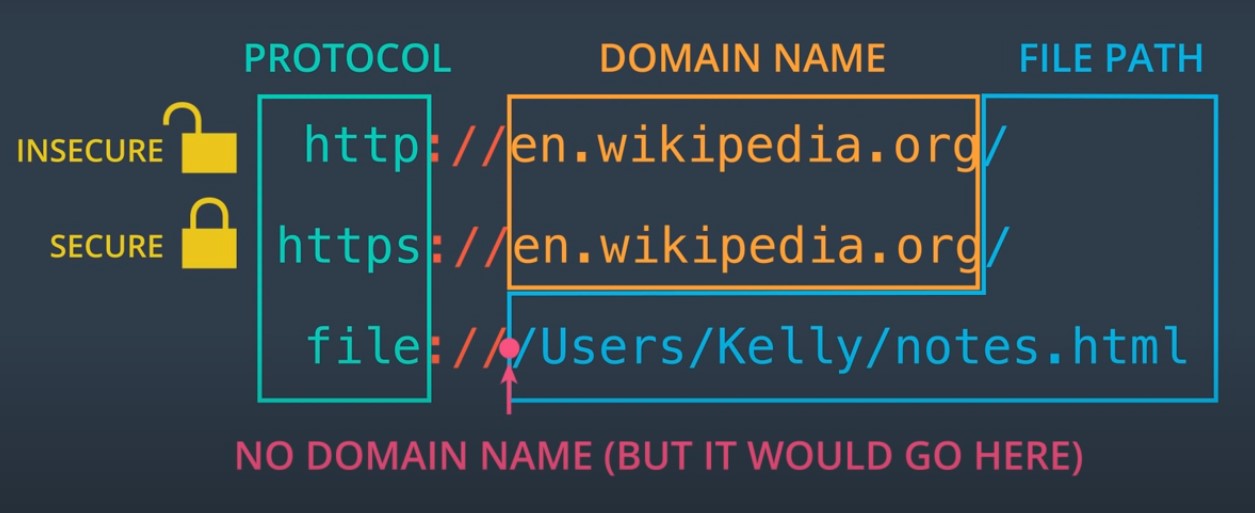 PROTOCOL DOMAIN NAME FILE PATH
INSECURE http://en.wikipedia.org/
SECURE https://en.wikipedia.org/
file:///Users/Kelly/notes.html
NO DOMAIN NAME (BUT IT WOULD GO HERE)